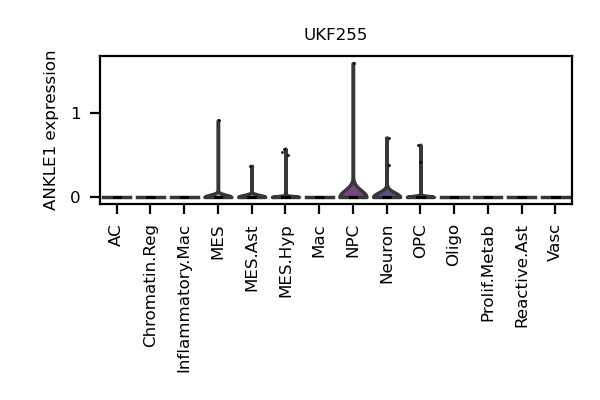 UKF255
ANKLE1 expression
1
0
AC
Chromatin.Reg
Inflammatory.Mac
MES
MES.Ast
MES.Hyp
Mac
NPC
Neuron
OPC
Oligo
Prolif.Metab
Reactive.Ast
Vasc